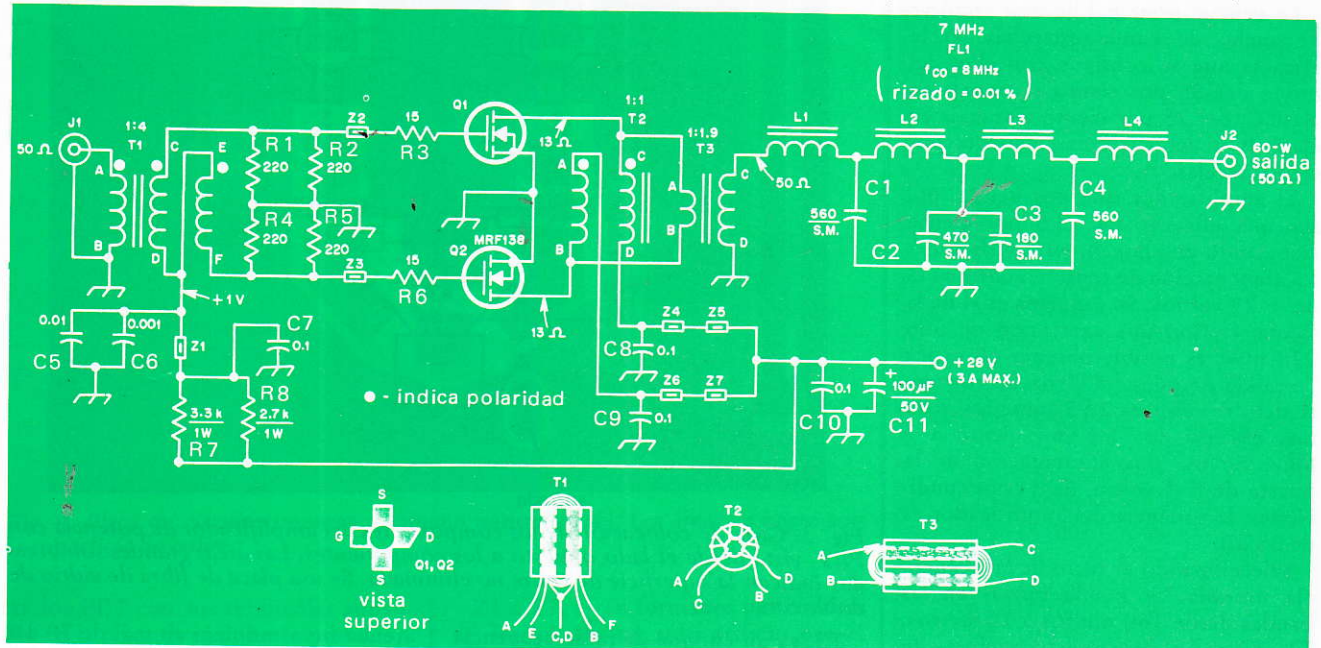 7 MHz
FL1
( fco = 8 MHz
rizado = 0.01 % )
J1
50 Ω
1:4
T1
A
B
C
D
E
F
+1V
R1
220
R2
220
R4
220
R5
220
Z2
15
R3
Z3
15
R6
Q1
Q2
MRF138
13 Ω
13 Ω
1:1
T2
A
B
C
D
1:1.9
T3
A
B
C
D
50 Ω
L1
L2
L3
L4
J2
60-W
salida
(50 Ω)
C1
560
S.M.
C2
470
S.M.
C3
180
S.M.
C4
560
S.M.
0.01
C5
0.001
C6
Z1
C7
0.1
R8
3.3 k
1W
R7
2.7 k
1W
● - indica polaridad
C8
0.1
Z4
Z5
Z6
Z7
C9
0.1
0.1
C10
+
100 µF
50V
C11
+ 28 V
(3 A MAX.)
S
G
D
S
Q1, Q2
vista
superior
T1
A
E
C,D
B
F
T2
A
C
B
D
T3
A
B
C
D